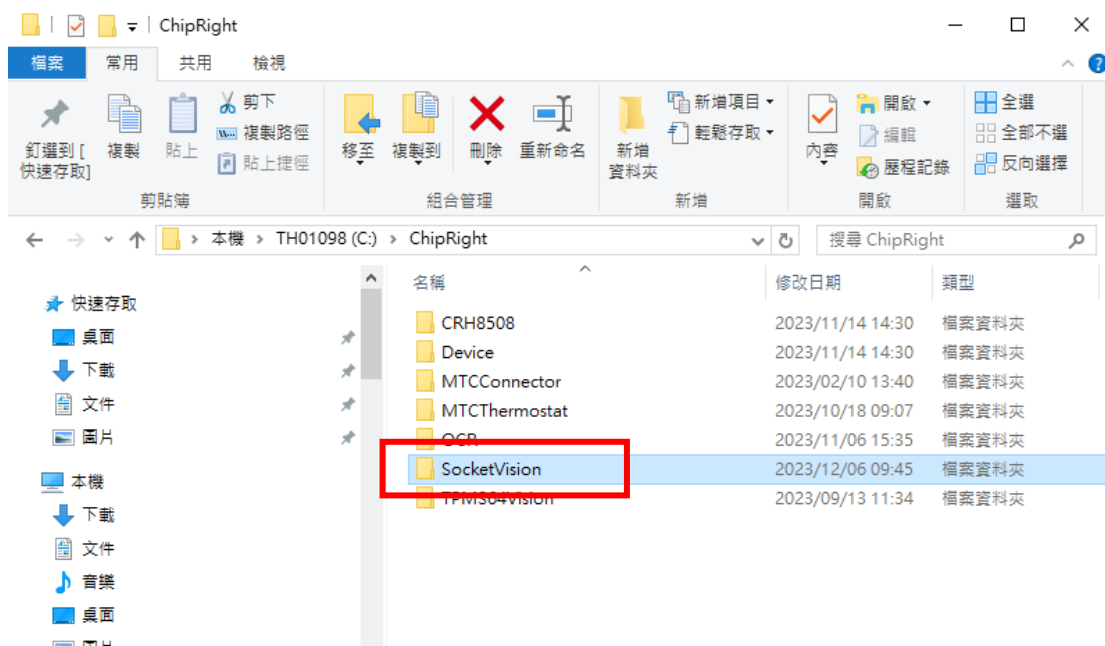 ChipRight
檔案 常用 共用 檢視
釘選到 [
快速存取]
複製
貼上
剪下
複製路徑
貼上捷徑
剪貼簿
移至
複製到
刪除
重新命名
組合管理
新增
資料夾
新增項目
輕鬆存取
新增
內容
開啟
編輯
歷程記錄
開啟
全選
全部不選
反向選擇
選取
本機 › TH01098 (C:) › ChipRight
搜尋 ChipRight
快速存取
桌面
下載
文件
圖片
本機
下載
文件
音樂
桌面
圖片
名稱 修改日期 類型
CRH8508 2023/11/14 14:30 檔案資料夾
Device 2023/11/14 14:30 檔案資料夾
MTCConnector 2023/02/10 13:40 檔案資料夾
MTCThermostat 2023/10/18 09:07 檔案資料夾
OCR 2023/11/06 15:35 檔案資料夾
SocketVision 2023/12/06 09:45 檔案資料夾
2023/09/13 11:34 檔案資料夾